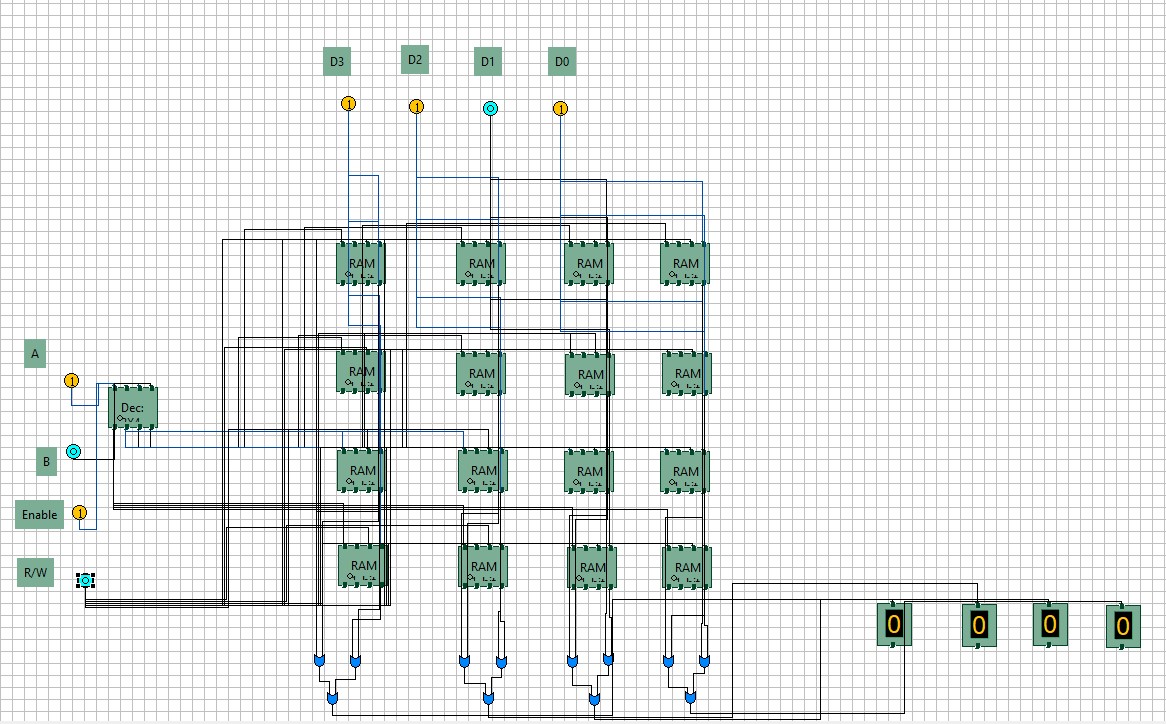 D3 D2 D1 D0
1 1 0 1
RAM RAM RAM RAM
A
RAM RAM RAM RAM
1
Dec:
B
0
RAM RAM RAM RAM
Enable
1
R/W
0
RAM RAM RAM RAM
0 0 0 0